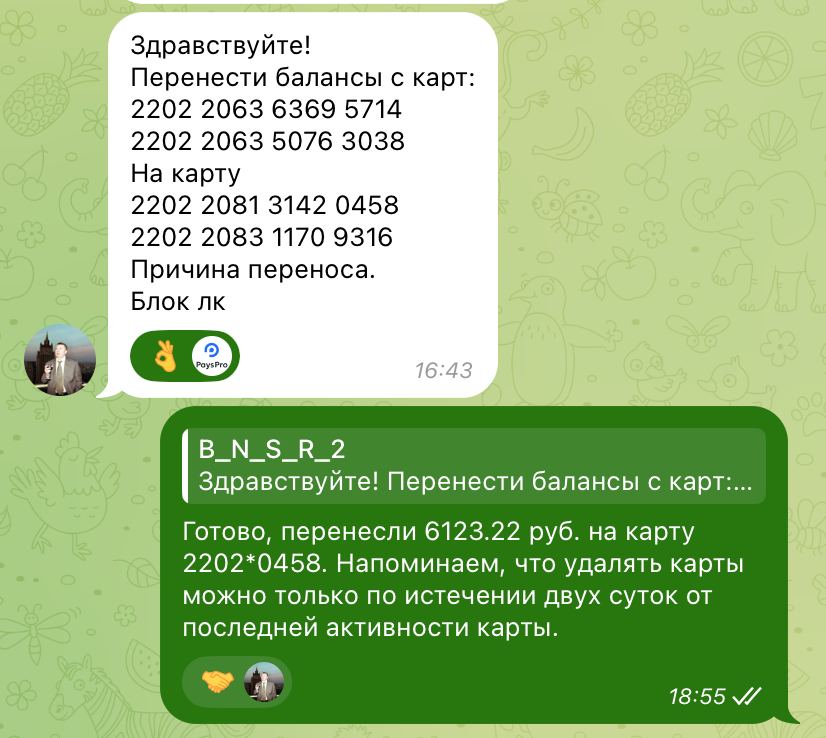 Здравствуйте!
Перенести балансы с карт:
2202 2063 6369 5714
2202 2063 5076 3038
На карту
2202 2081 3142 0458
2202 2083 1170 9316
Причина переноса.
Блок лк
PaysPro
16:43
B_N_S_R_2
Здравствуйте! Перенести балансы с карт:...
Готово, перенесли 6123.22 руб. на карту
2202*0458. Напоминаем, что удалять карты
можно только по истечении двух суток от
последней активности карты.
18:55